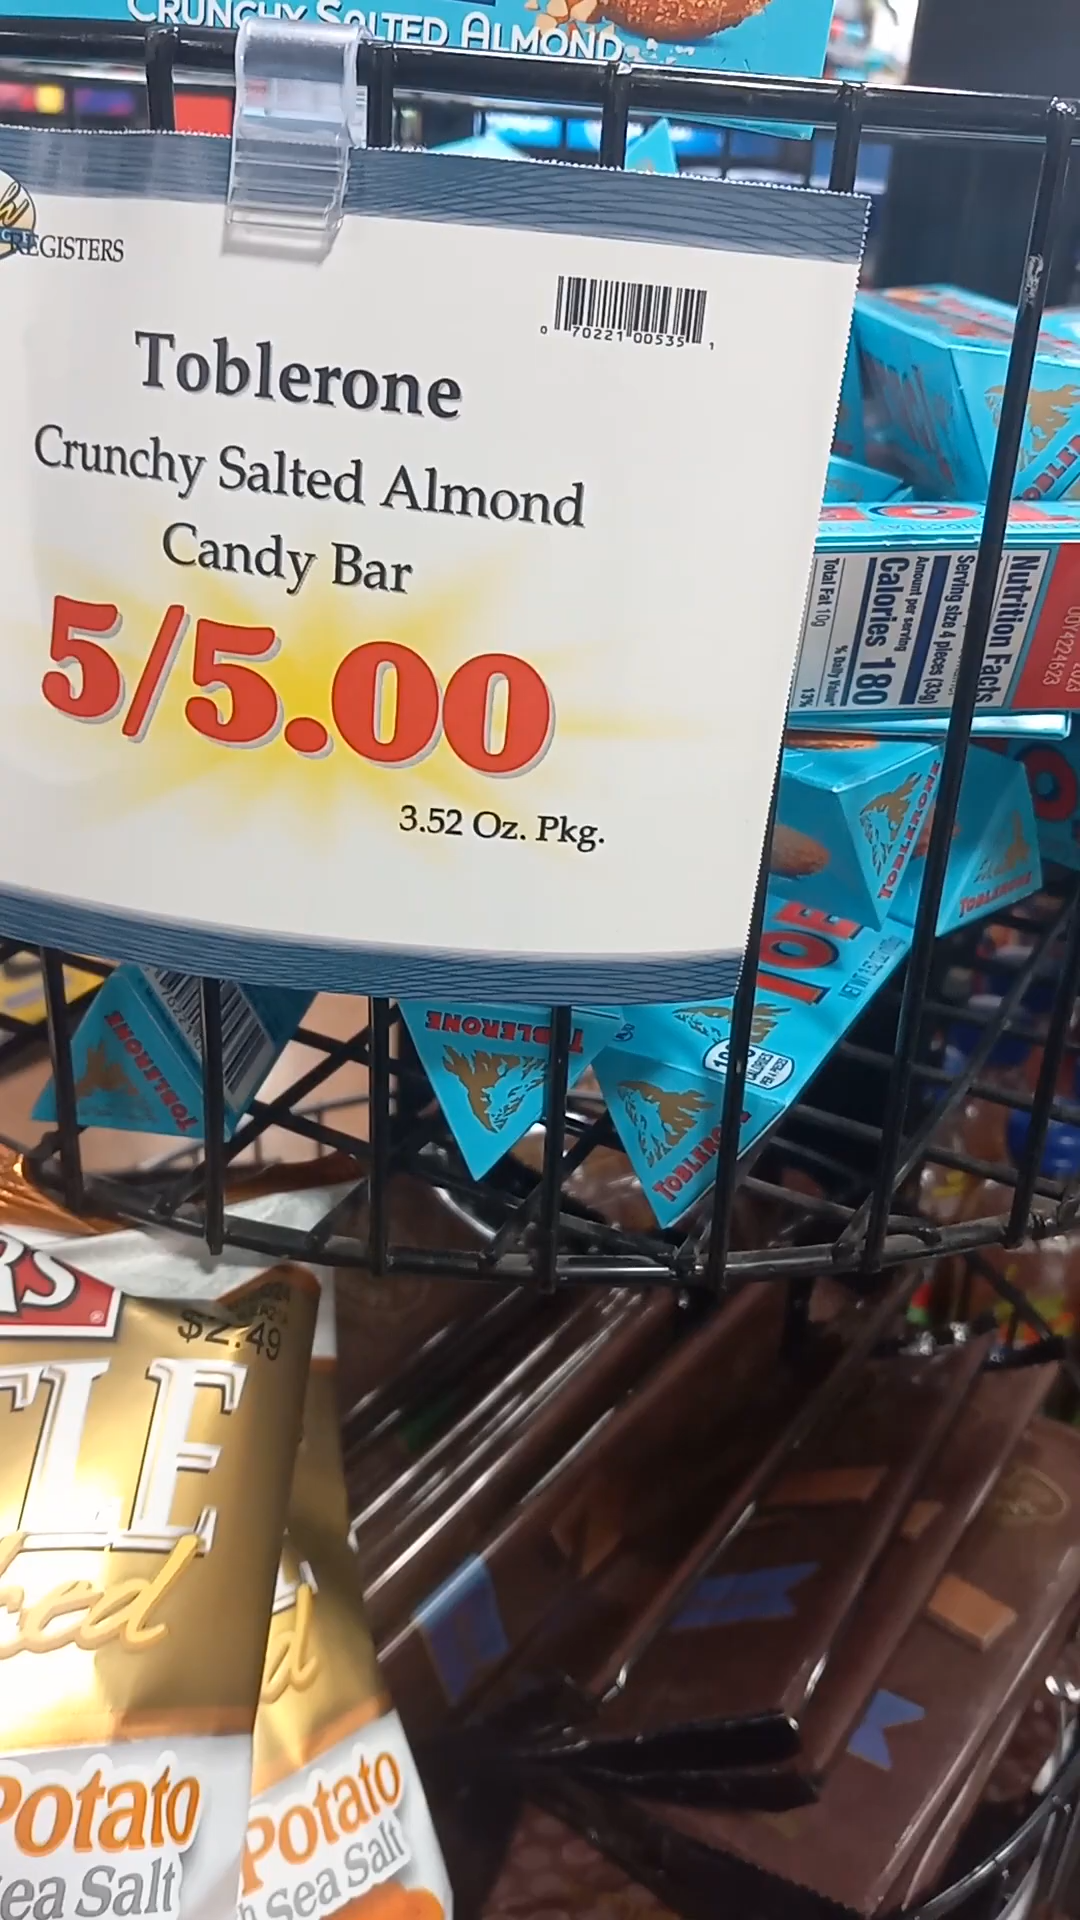 CRUNCHY SALTED ALMOND
REGISTERS
0 70221 00535 1
Toblerone
Crunchy Salted Almond
Candy Bar
5/5.00
3.52 Oz. Pkg.
Nutrition Facts
Serving size 4 pieces (33g)
Amount per serving
Calories 180
% Daily Value*
Total Fat 10g 13%
TOBLERONE
TOBLERONE
TOBLERONE
TOBLERONE
$2.49
Potato
Sea Salt
Potato
Sea Salt